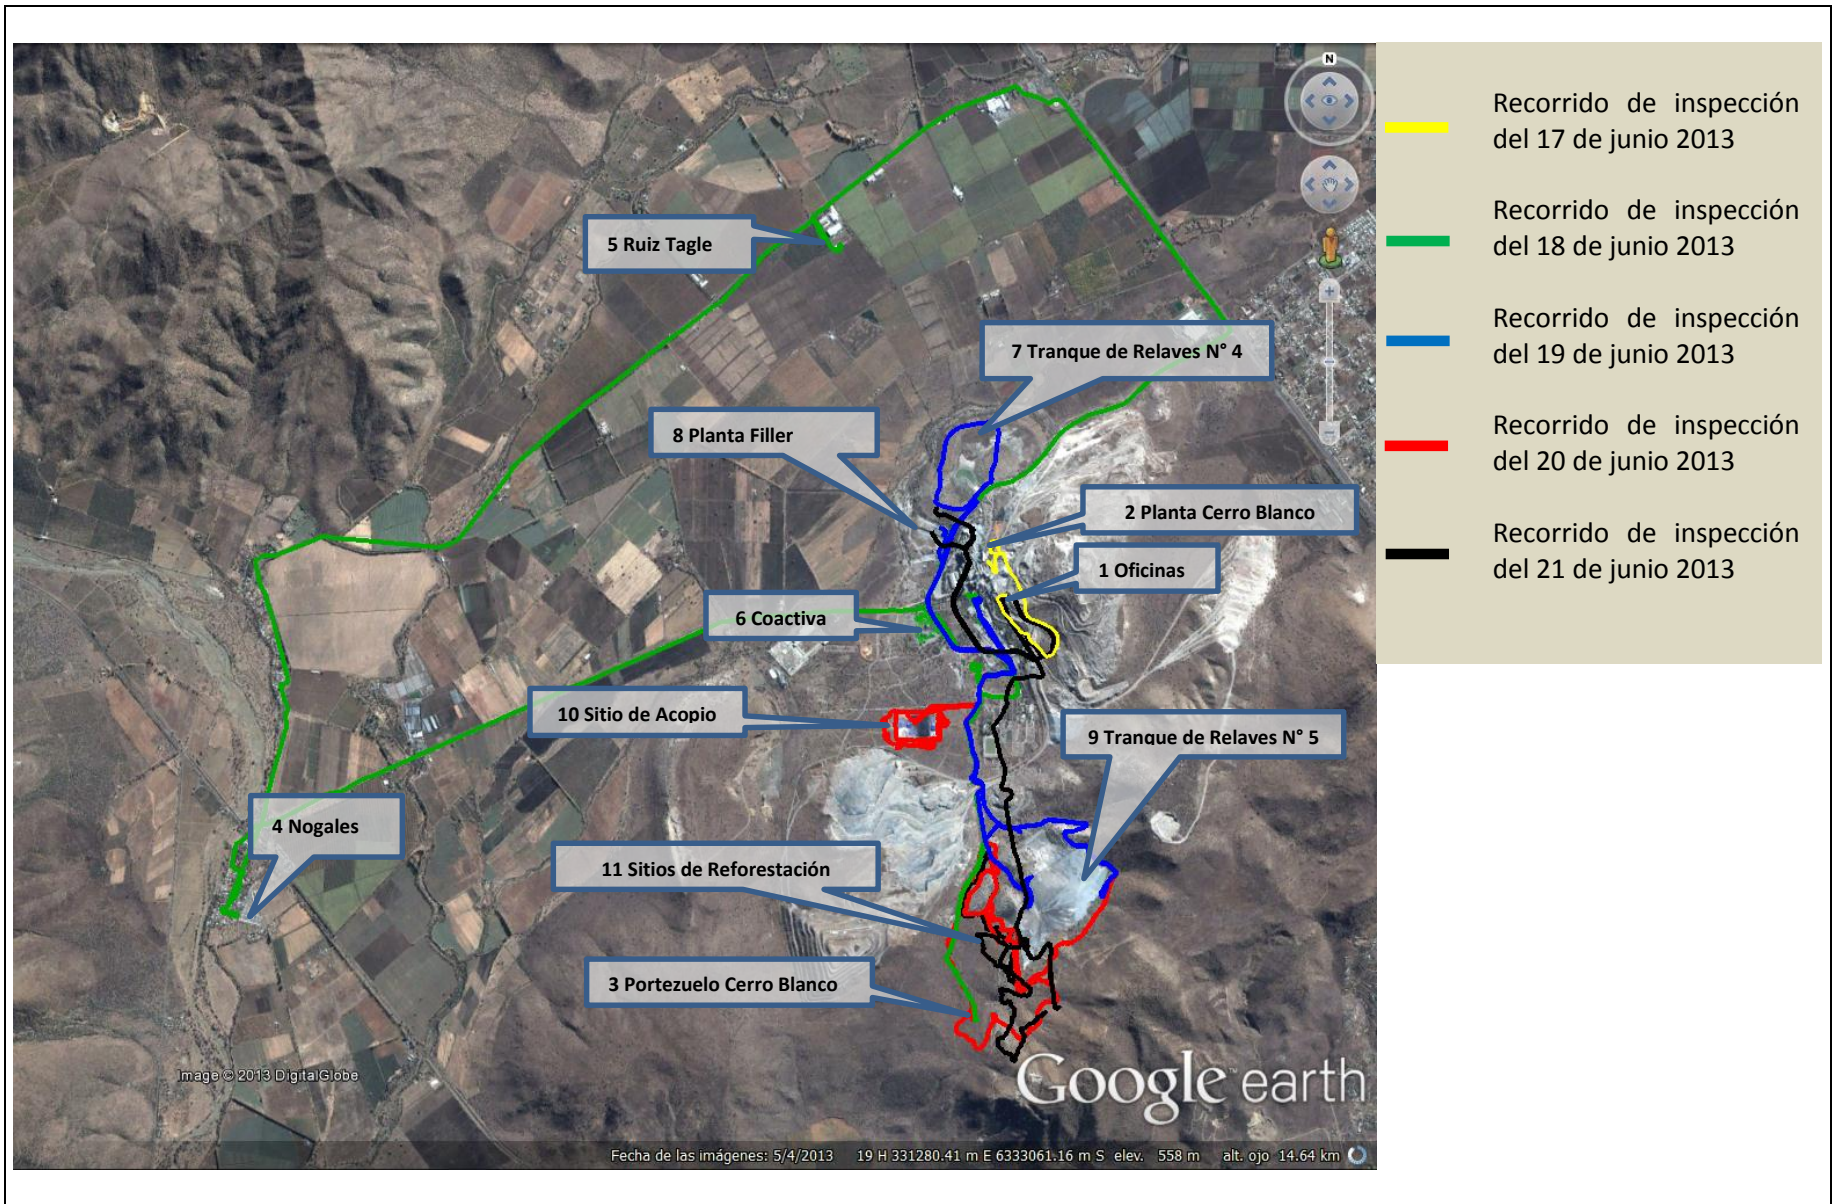 N
5 Ruiz Tagle
7 Tranque de Relaves N° 4
8 Planta Filler
2 Planta Cerro Blanco
1 Oficinas
6 Coactiva
10 Sitio de Acopio
9 Tranque de Relaves N° 5
4 Nogales
11 Sitios de Reforestación
3 Portezuelo Cerro Blanco
Google earth
Image © 2013 DigitalGlobe
Fecha de las imágenes: 5/4/2013 19 H 331280.41 m E 6333061.16 m S elev. 558 m alt. ojo 14.64 km
Recorrido de inspección
del 17 de junio 2013
Recorrido de inspección
del 18 de junio 2013
Recorrido de inspección
del 19 de junio 2013
Recorrido de inspección
del 20 de junio 2013
Recorrido de inspección
del 21 de junio 2013